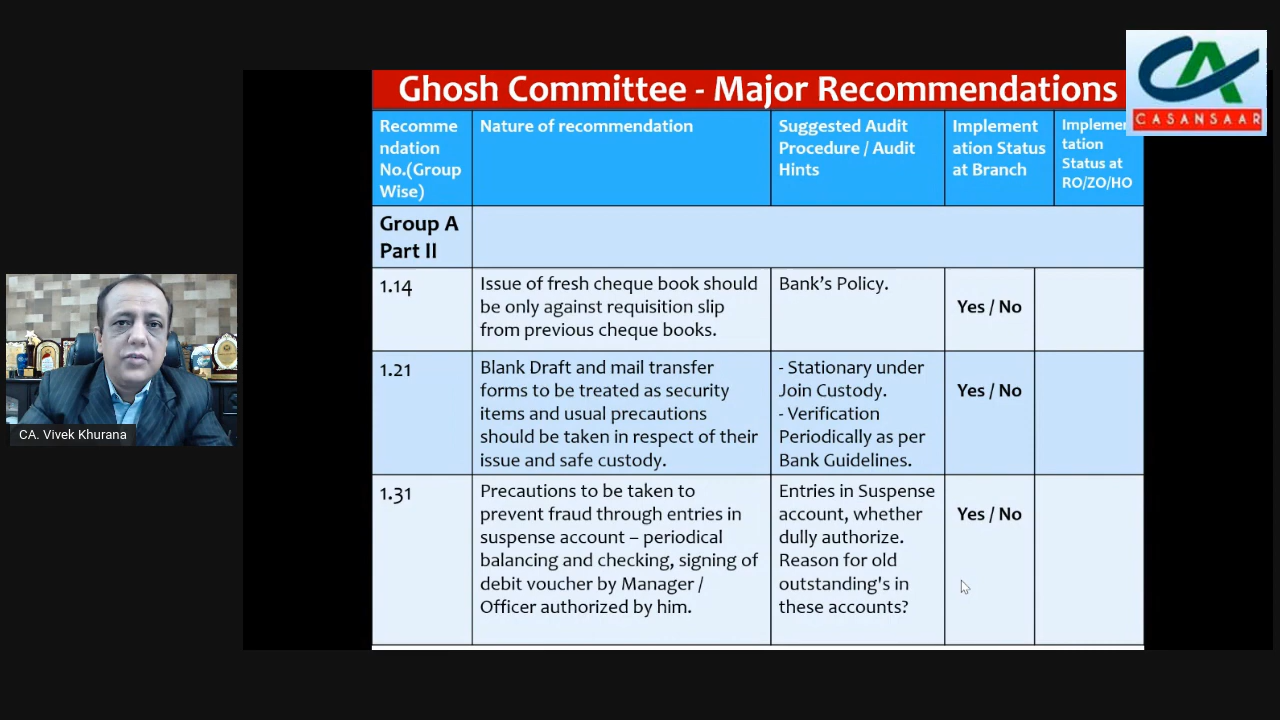 Ghosh Committee - Major Recommendations
CASANSAAR
Recomme
ndation
No.(Group
Wise)
Nature of recommendation
Suggested Audit
Procedure / Audit
Hints
Implement
ation Status
at Branch
Implemen
tation
Status at
RO/ZO/HO
Group A
Part II
1.14
Issue of fresh cheque book should
be only against requisition slip
from previous cheque books.
Bank's Policy.
Yes / No
1.21
Blank Draft and mail transfer
forms to be treated as security
items and usual precautions
should be taken in respect of their
issue and safe custody.
- Stationary under
Join Custody.
- Verification
Periodically as per
Bank Guidelines.
Yes / No
1.31
Precautions to be taken to
prevent fraud through entries in
suspense account – periodical
balancing and checking, signing of
debit voucher by Manager /
Officer authorized by him.
Entries in Suspense
account, whether
dully authorize.
Reason for old
outstanding's in
these accounts?
Yes / No
CA. Vivek Khurana